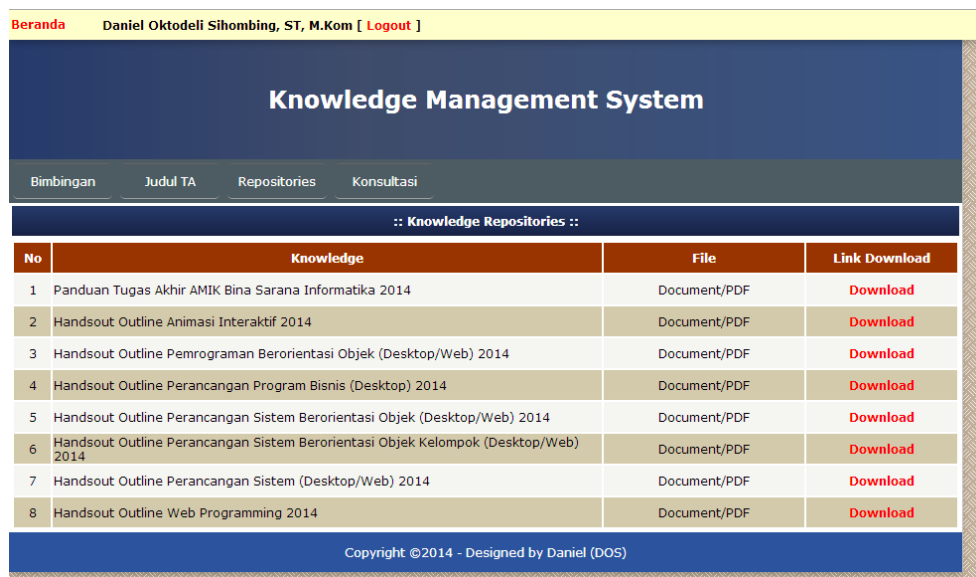 Beranda Daniel Oktodeli Sihombing, ST, M.Kom [ Logout ]
Knowledge Management System
Bimbingan Judul TA Repositories Konsultasi
:: Knowledge Repositories ::
No Knowledge File Link Download
1 Panduan Tugas Akhir AMIK Bina Sarana Informatika 2014 Document/PDF Download
2 Handsout Outline Animasi Interaktif 2014 Document/PDF Download
3 Handsout Outline Pemrograman Berorientasi Objek (Desktop/Web) 2014 Document/PDF Download
4 Handsout Outline Perancangan Program Bisnis (Desktop) 2014 Document/PDF Download
5 Handsout Outline Perancangan Sistem Berorientasi Objek (Desktop/Web) 2014 Document/PDF Download
6 Handsout Outline Perancangan Sistem Berorientasi Objek Kelompok (Desktop/Web)
2014 Document/PDF Download
7 Handsout Outline Perancangan Sistem (Desktop/Web) 2014 Document/PDF Download
8 Handsout Outline Web Programming 2014 Document/PDF Download
Copyright ©2014 - Designed by Daniel (DOS)